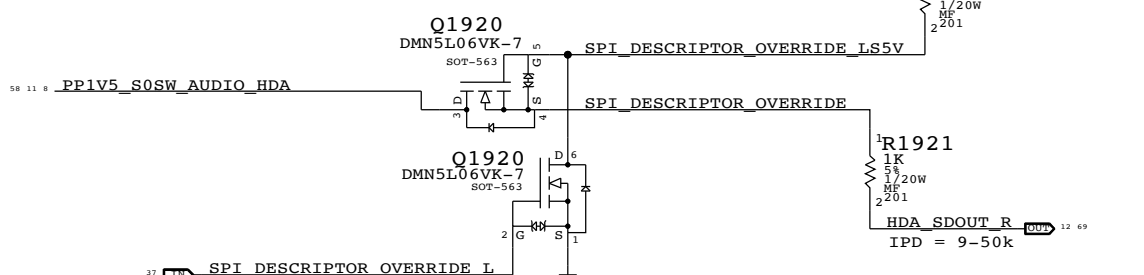 1/20W
MF
2 201
Q1920
DMN5L06VK-7
SOT-563
5
G
SPI_DESCRIPTOR_OVERRIDE_LS5V
58 11 8 PP1V5_S0SW_AUDIO_HDA
D
S
3
4
SPI_DESCRIPTOR_OVERRIDE
1
R1921
1K
5%
1/20W
MF
2 201
Q1920
DMN5L06VK-7
SOT-563
D 6
2 G S 1
HDA_SDOUT_R OUT 12 69
IPD = 9-50k
37 IN SPI_DESCRIPTOR_OVERRIDE_L